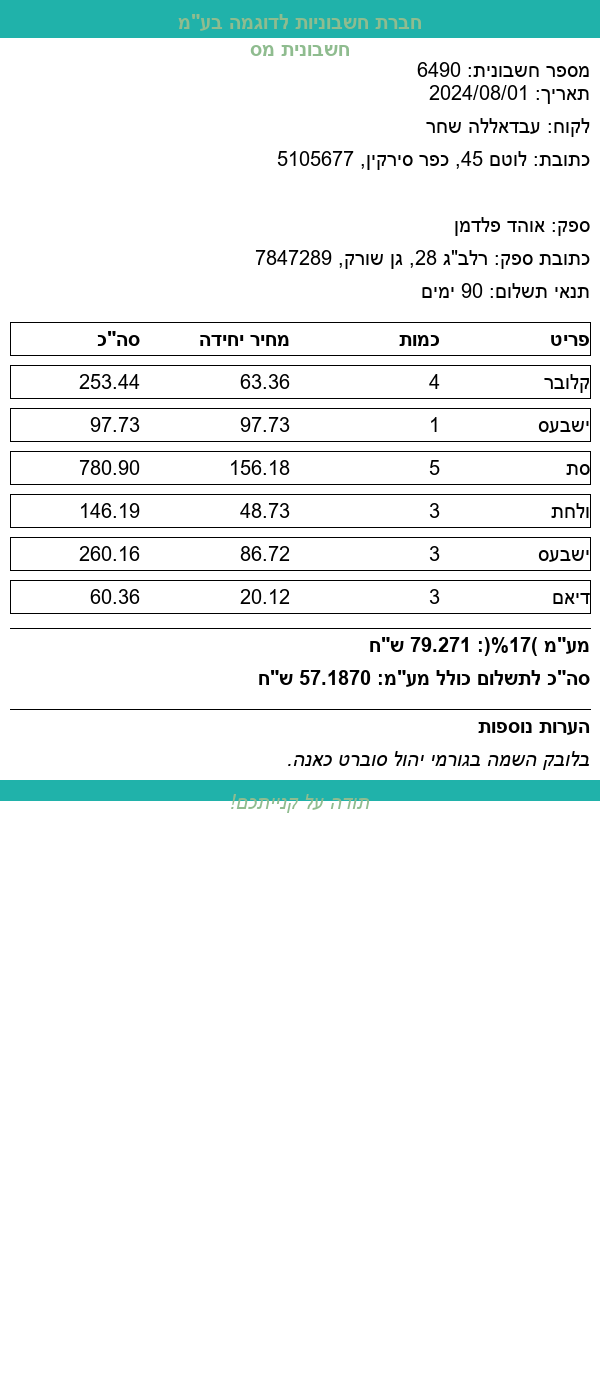 חברת חשבוניות לדוגמה בע"מ
חשבונית מס
מספר חשבונית: 6490
תאריך: 2024/08/01
לקוח: עבדאללה שחר
כתובת: לוטם 45, כפר סירקין, 5105677
ספק: אוהד פלדמן
כתובת ספק: רלב"ג 28, גן שורק, 7847289
תנאי תשלום: 90 ימים
פריט כמות מחיר יחידה סה"כ
קלובר 4 63.36 253.44
ישבעס 1 97.73 97.73
סת 5 156.18 780.90
ולחת 3 48.73 146.19
ישבעס 3 86.72 260.16
דיאם 3 20.12 60.36
מע"מ )17%(: 79.271 ש"ח
סה"כ לתשלום כולל מע"מ: 57.1870 ש"ח
הערות נוספות
בלובק השמה בגורמי יהול סוברט כאנה.
תודה על קנייתכם!